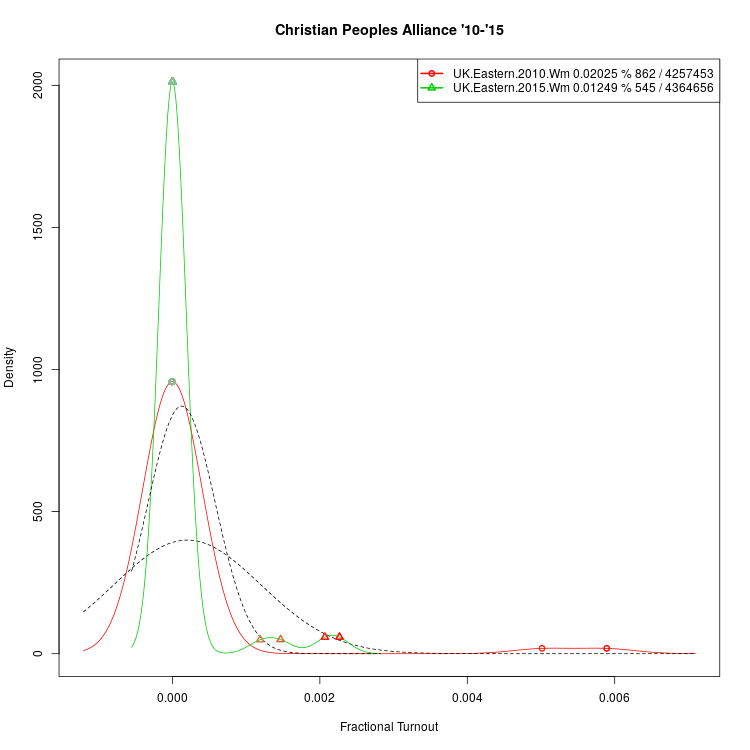 Christian Peoples Alliance '10-'15
UK.Eastern.2010.Wm 0.02025 % 862 / 4257453
UK.Eastern.2015.Wm 0.01249 % 545 / 4364656
2000
1500
1000
500
0
Density
0.000 0.002 0.004 0.006
Fractional Turnout